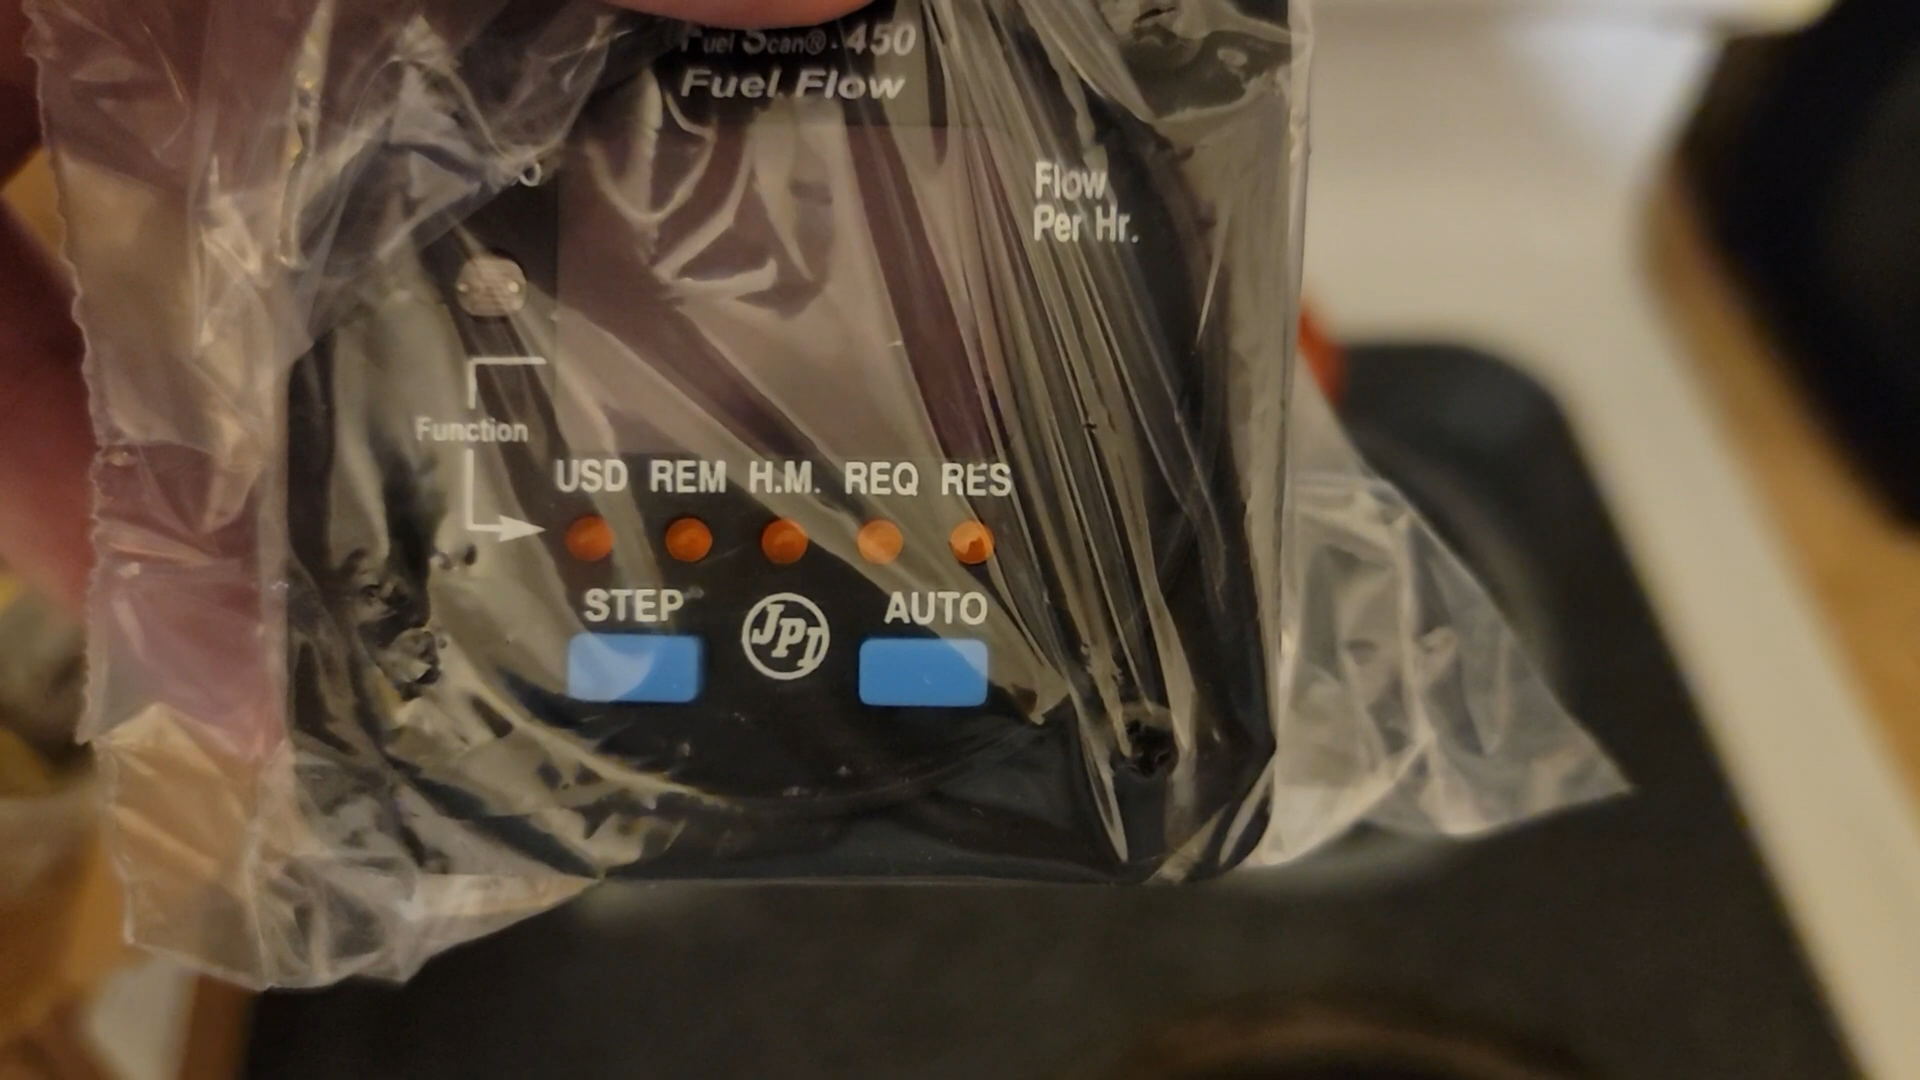 Fuel Scan®-450
Fuel Flow
Flow
Per Hr.
Function
USD REM H.M. REQ RES
STEP JPI AUTO